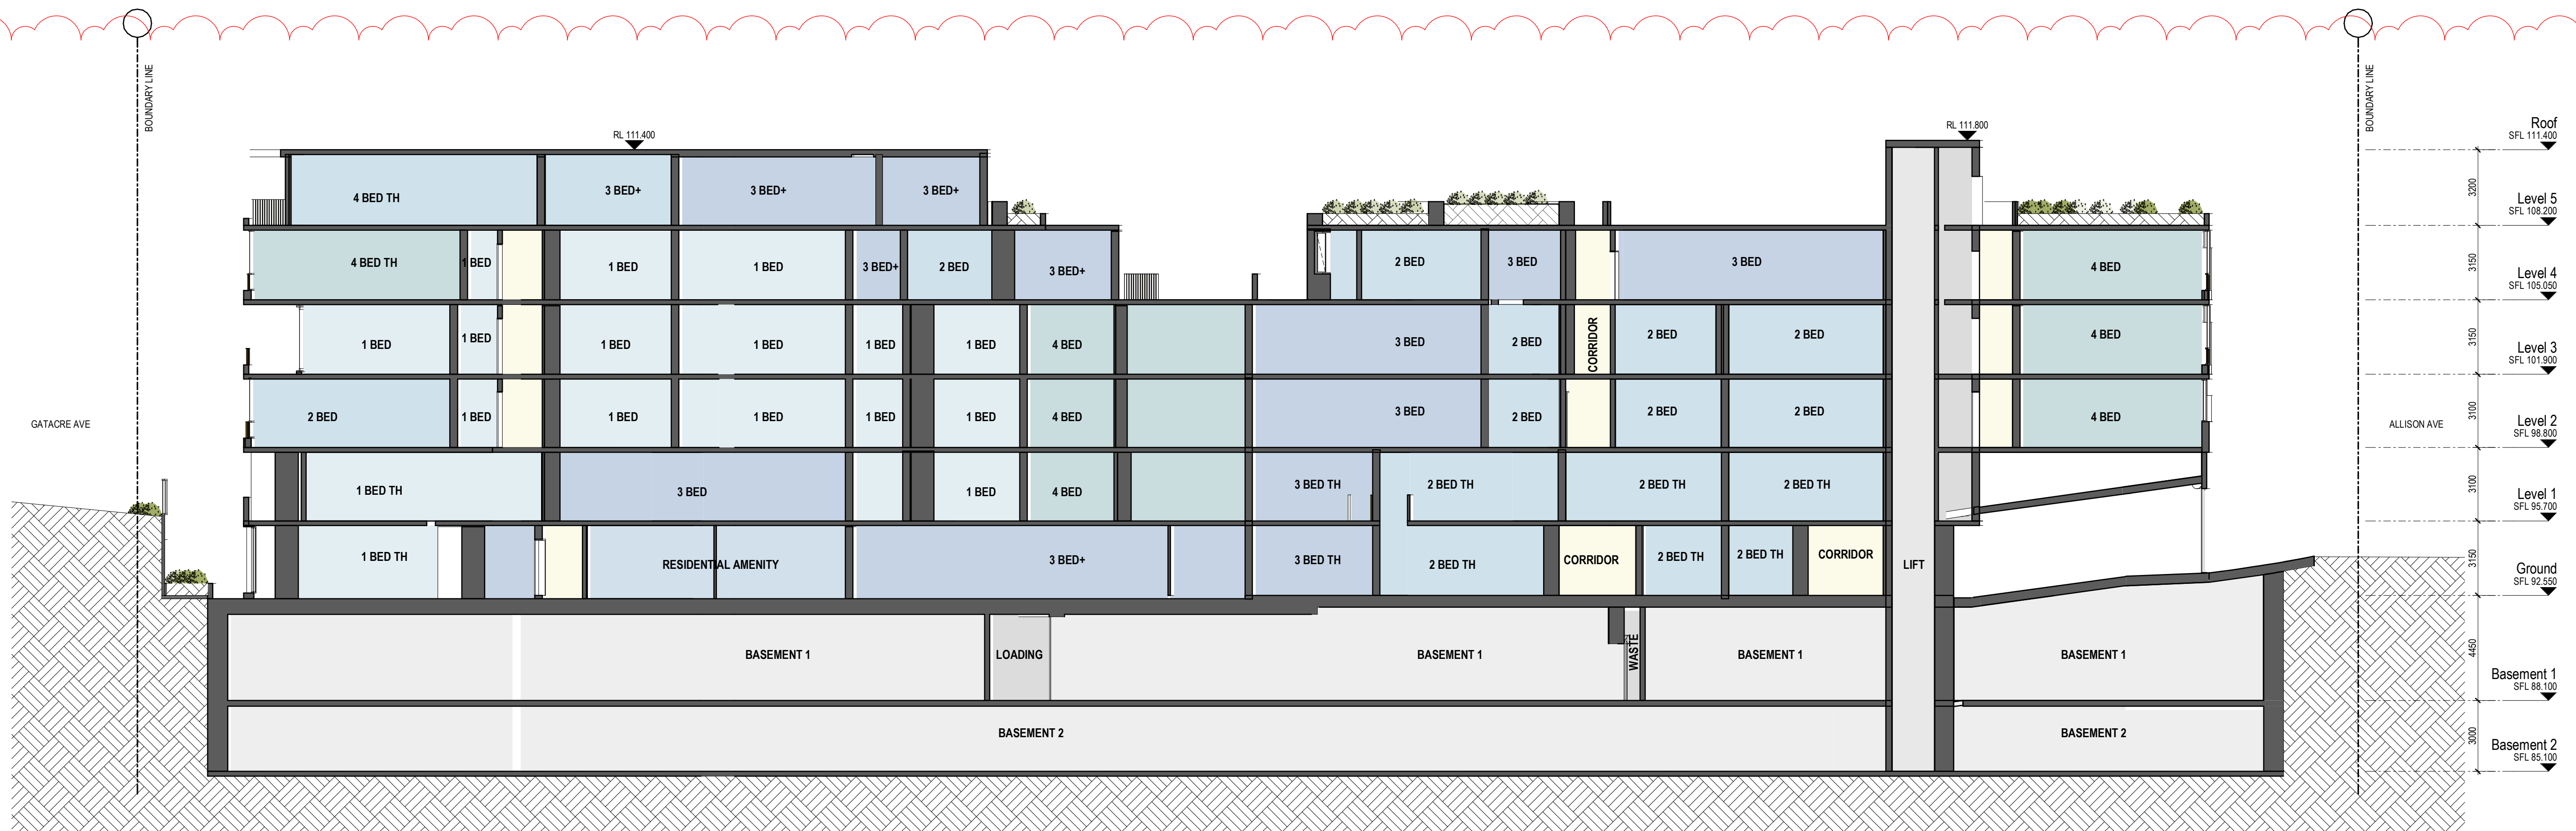 BOUNDARY LINE
BOUNDARY LINE
RL 111.400
RL 111.800
Roof
SFL 111.400
3200
4 BED TH
3 BED+
3 BED+
3 BED+
Level 5
SFL 108.200
3150
4 BED TH
1 BED
1 BED
1 BED
3 BED+
2 BED
3 BED+
2 BED
3 BED
3 BED
4 BED
Level 4
SFL 105.050
3150
1 BED
1 BED
1 BED
1 BED
1 BED
1 BED
4 BED
3 BED
2 BED
CORRIDOR
2 BED
2 BED
4 BED
Level 3
SFL 101.900
3100
GATACRE AVE
2 BED
1 BED
1 BED
1 BED
1 BED
1 BED
4 BED
3 BED
2 BED
2 BED
2 BED
4 BED
ALLISON AVE
Level 2
SFL 98.800
3100
1 BED TH
3 BED
1 BED
4 BED
3 BED TH
2 BED TH
2 BED TH
2 BED TH
Level 1
SFL 95.700
3150
1 BED TH
RESIDENTIAL AMENITY
3 BED+
3 BED TH
2 BED TH
CORRIDOR
2 BED TH
2 BED TH
CORRIDOR
LIFT
Ground
SFL 92.550
4450
BASEMENT 1
LOADING
BASEMENT 1
WASTE
BASEMENT 1
BASEMENT 1
Basement 1
SFL 88.100
3000
BASEMENT 2
BASEMENT 2
Basement 2
SFL 85.100